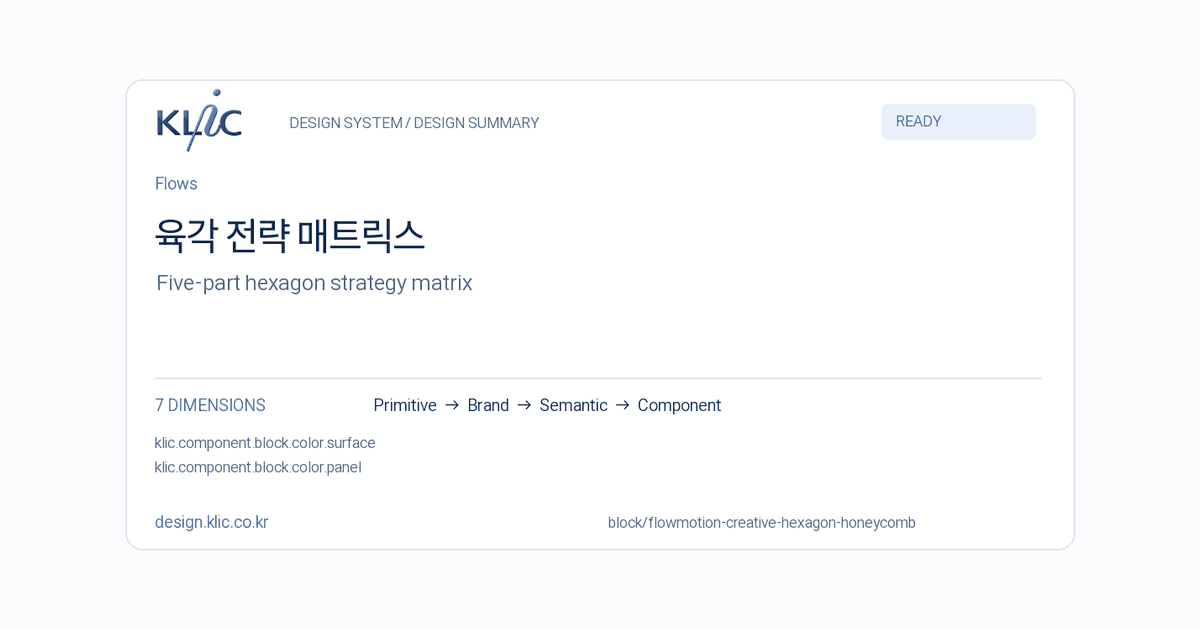 KLiC
DESIGN SYSTEM / DESIGN SUMMARY
READY
Flows
육각 전략 매트릭스
Five-part hexagon strategy matrix
7 DIMENSIONS
Primitive → Brand → Semantic → Component
klic.component.block.color.surface
klic.component.block.color.panel
design.klic.co.kr
block/flowmotion-creative-hexagon-honeycomb